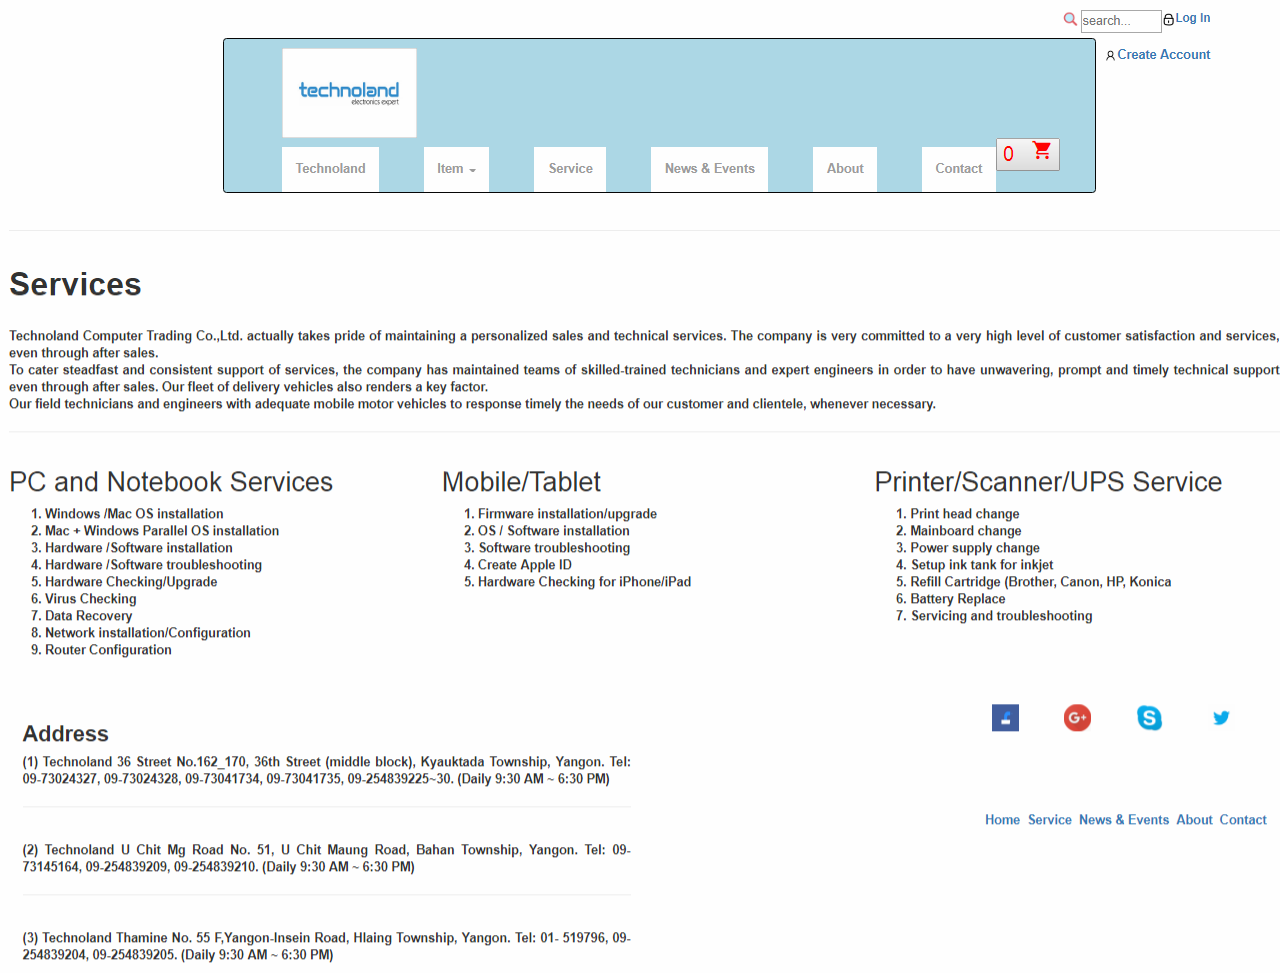 search...
Log In
Create Account
technoland
electronics expert
Technoland
Item
Service
News & Events
About
Contact
0
Services
Technoland Computer Trading Co.,Ltd. actually takes pride of maintaining a personalized sales and technical services. The company is very committed to a very high level of customer satisfaction and services,
even through after sales.
To cater steadfast and consistent support of services, the company has maintained teams of skilled-trained technicians and expert engineers in order to have unwavering, prompt and timely technical support
even through after sales. Our fleet of delivery vehicles also renders a key factor.
Our field technicians and engineers with adequate mobile motor vehicles to response timely the needs of our customer and clientele, whenever necessary.
PC and Notebook Services
1. Windows /Mac OS installation
2. Mac + Windows Parallel OS installation
3. Hardware /Software installation
4. Hardware /Software troubleshooting
5. Hardware Checking/Upgrade
6. Virus Checking
7. Data Recovery
8. Network installation/Configuration
9. Router Configuration
Mobile/Tablet
1. Firmware installation/upgrade
2. OS / Software installation
3. Software troubleshooting
4. Create Apple ID
5. Hardware Checking for iPhone/iPad
Printer/Scanner/UPS Service
1. Print head change
2. Mainboard change
3. Power supply change
4. Setup ink tank for inkjet
5. Refill Cartridge (Brother, Canon, HP, Konica
6. Battery Replace
7. Servicing and troubleshooting
Address
(1) Technoland 36 Street No.162_170, 36th Street (middle block), Kyauktada Township, Yangon. Tel:
09-73024327, 09-73024328, 09-73041734, 09-73041735, 09-254839225~30. (Daily 9:30 AM ~ 6:30 PM)
(2) Technoland U Chit Mg Road No. 51, U Chit Maung Road, Bahan Township, Yangon. Tel: 09-
73145164, 09-254839209, 09-254839210. (Daily 9:30 AM ~ 6:30 PM)
(3) Technoland Thamine No. 55 F,Yangon-Insein Road, Hlaing Township, Yangon. Tel: 01- 519796, 09-
254839204, 09-254839205. (Daily 9:30 AM ~ 6:30 PM)
G+
S
Home Service News & Events About Contact